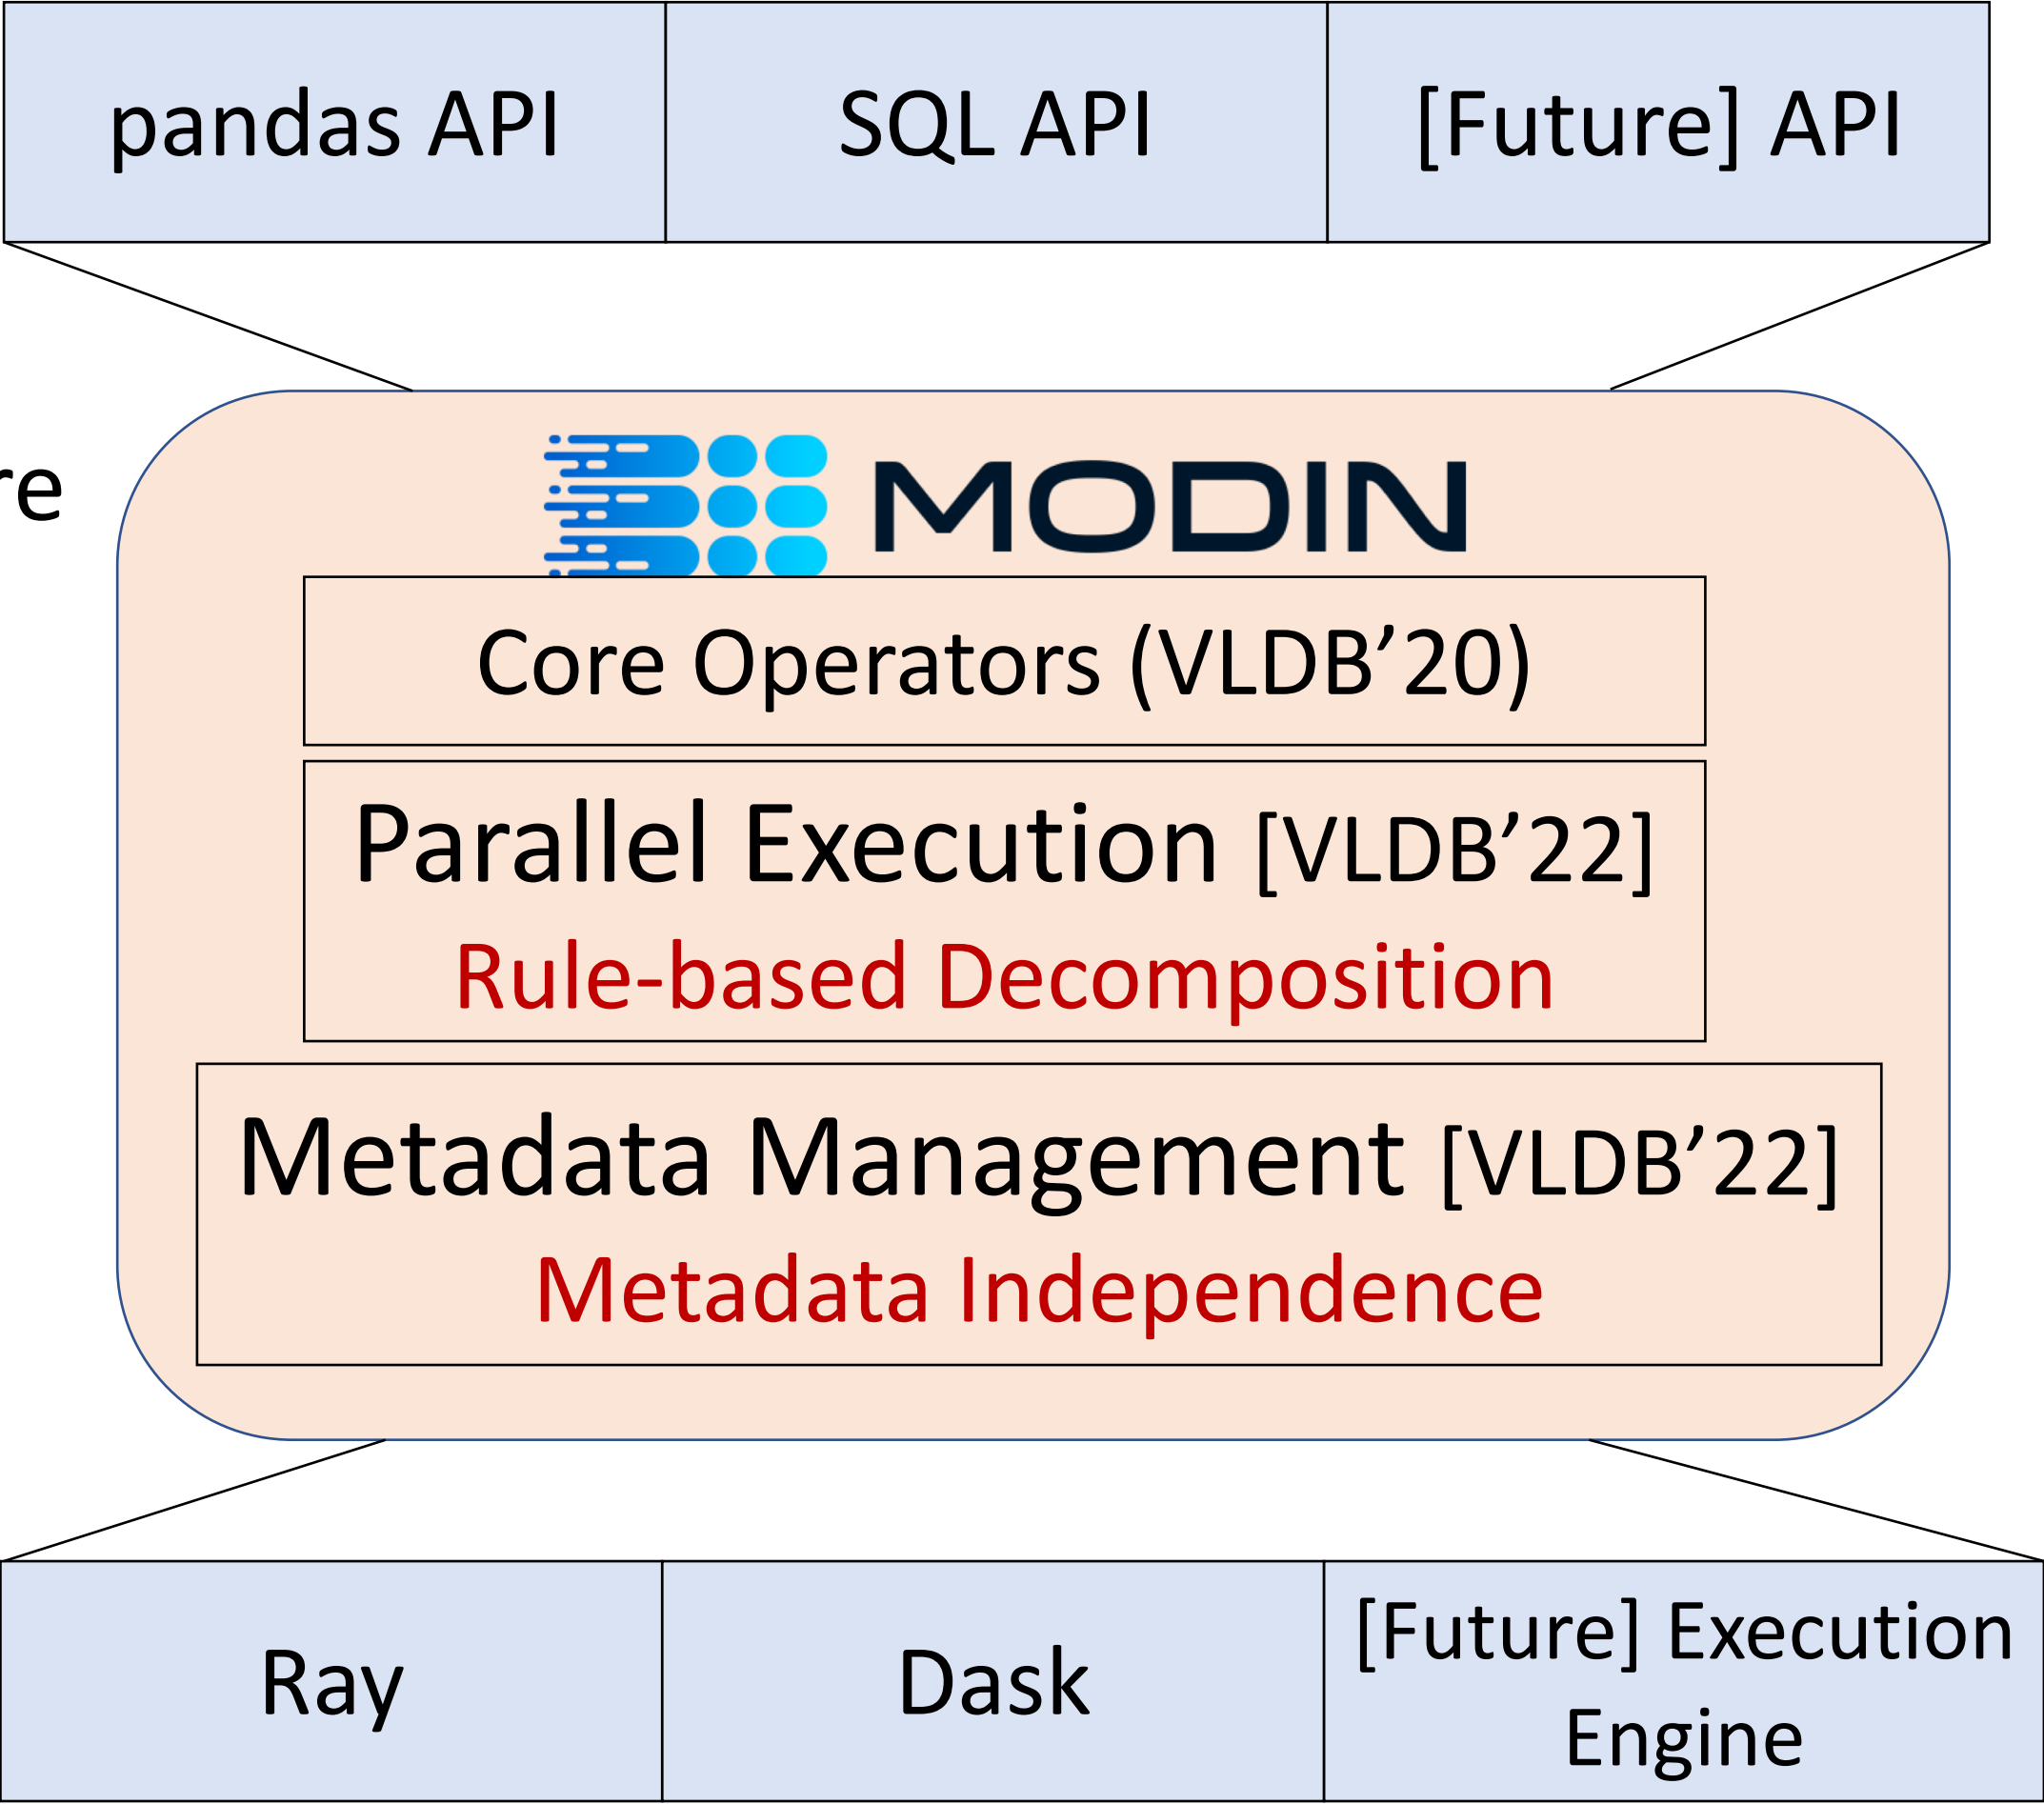 pandas API
SQL API
[Future] API
re
MODIN
Core Operators (VLDB´20)
Parallel Execution [VLDB’22]
Rule-based Decomposition
Metadata Management [VLDB’22]
Metadata Independence
Ray
Dask
[Future] Execution
Engine